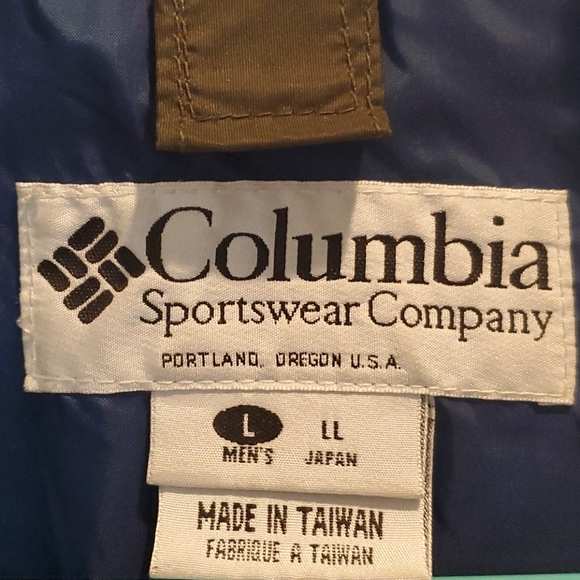 Columbia
Sportswear Company
PORTLAND, OREGON U.S.A.
L LL
MEN'S JAPAN
MADE IN TAIWAN
FABRIQUE A TAIWAN